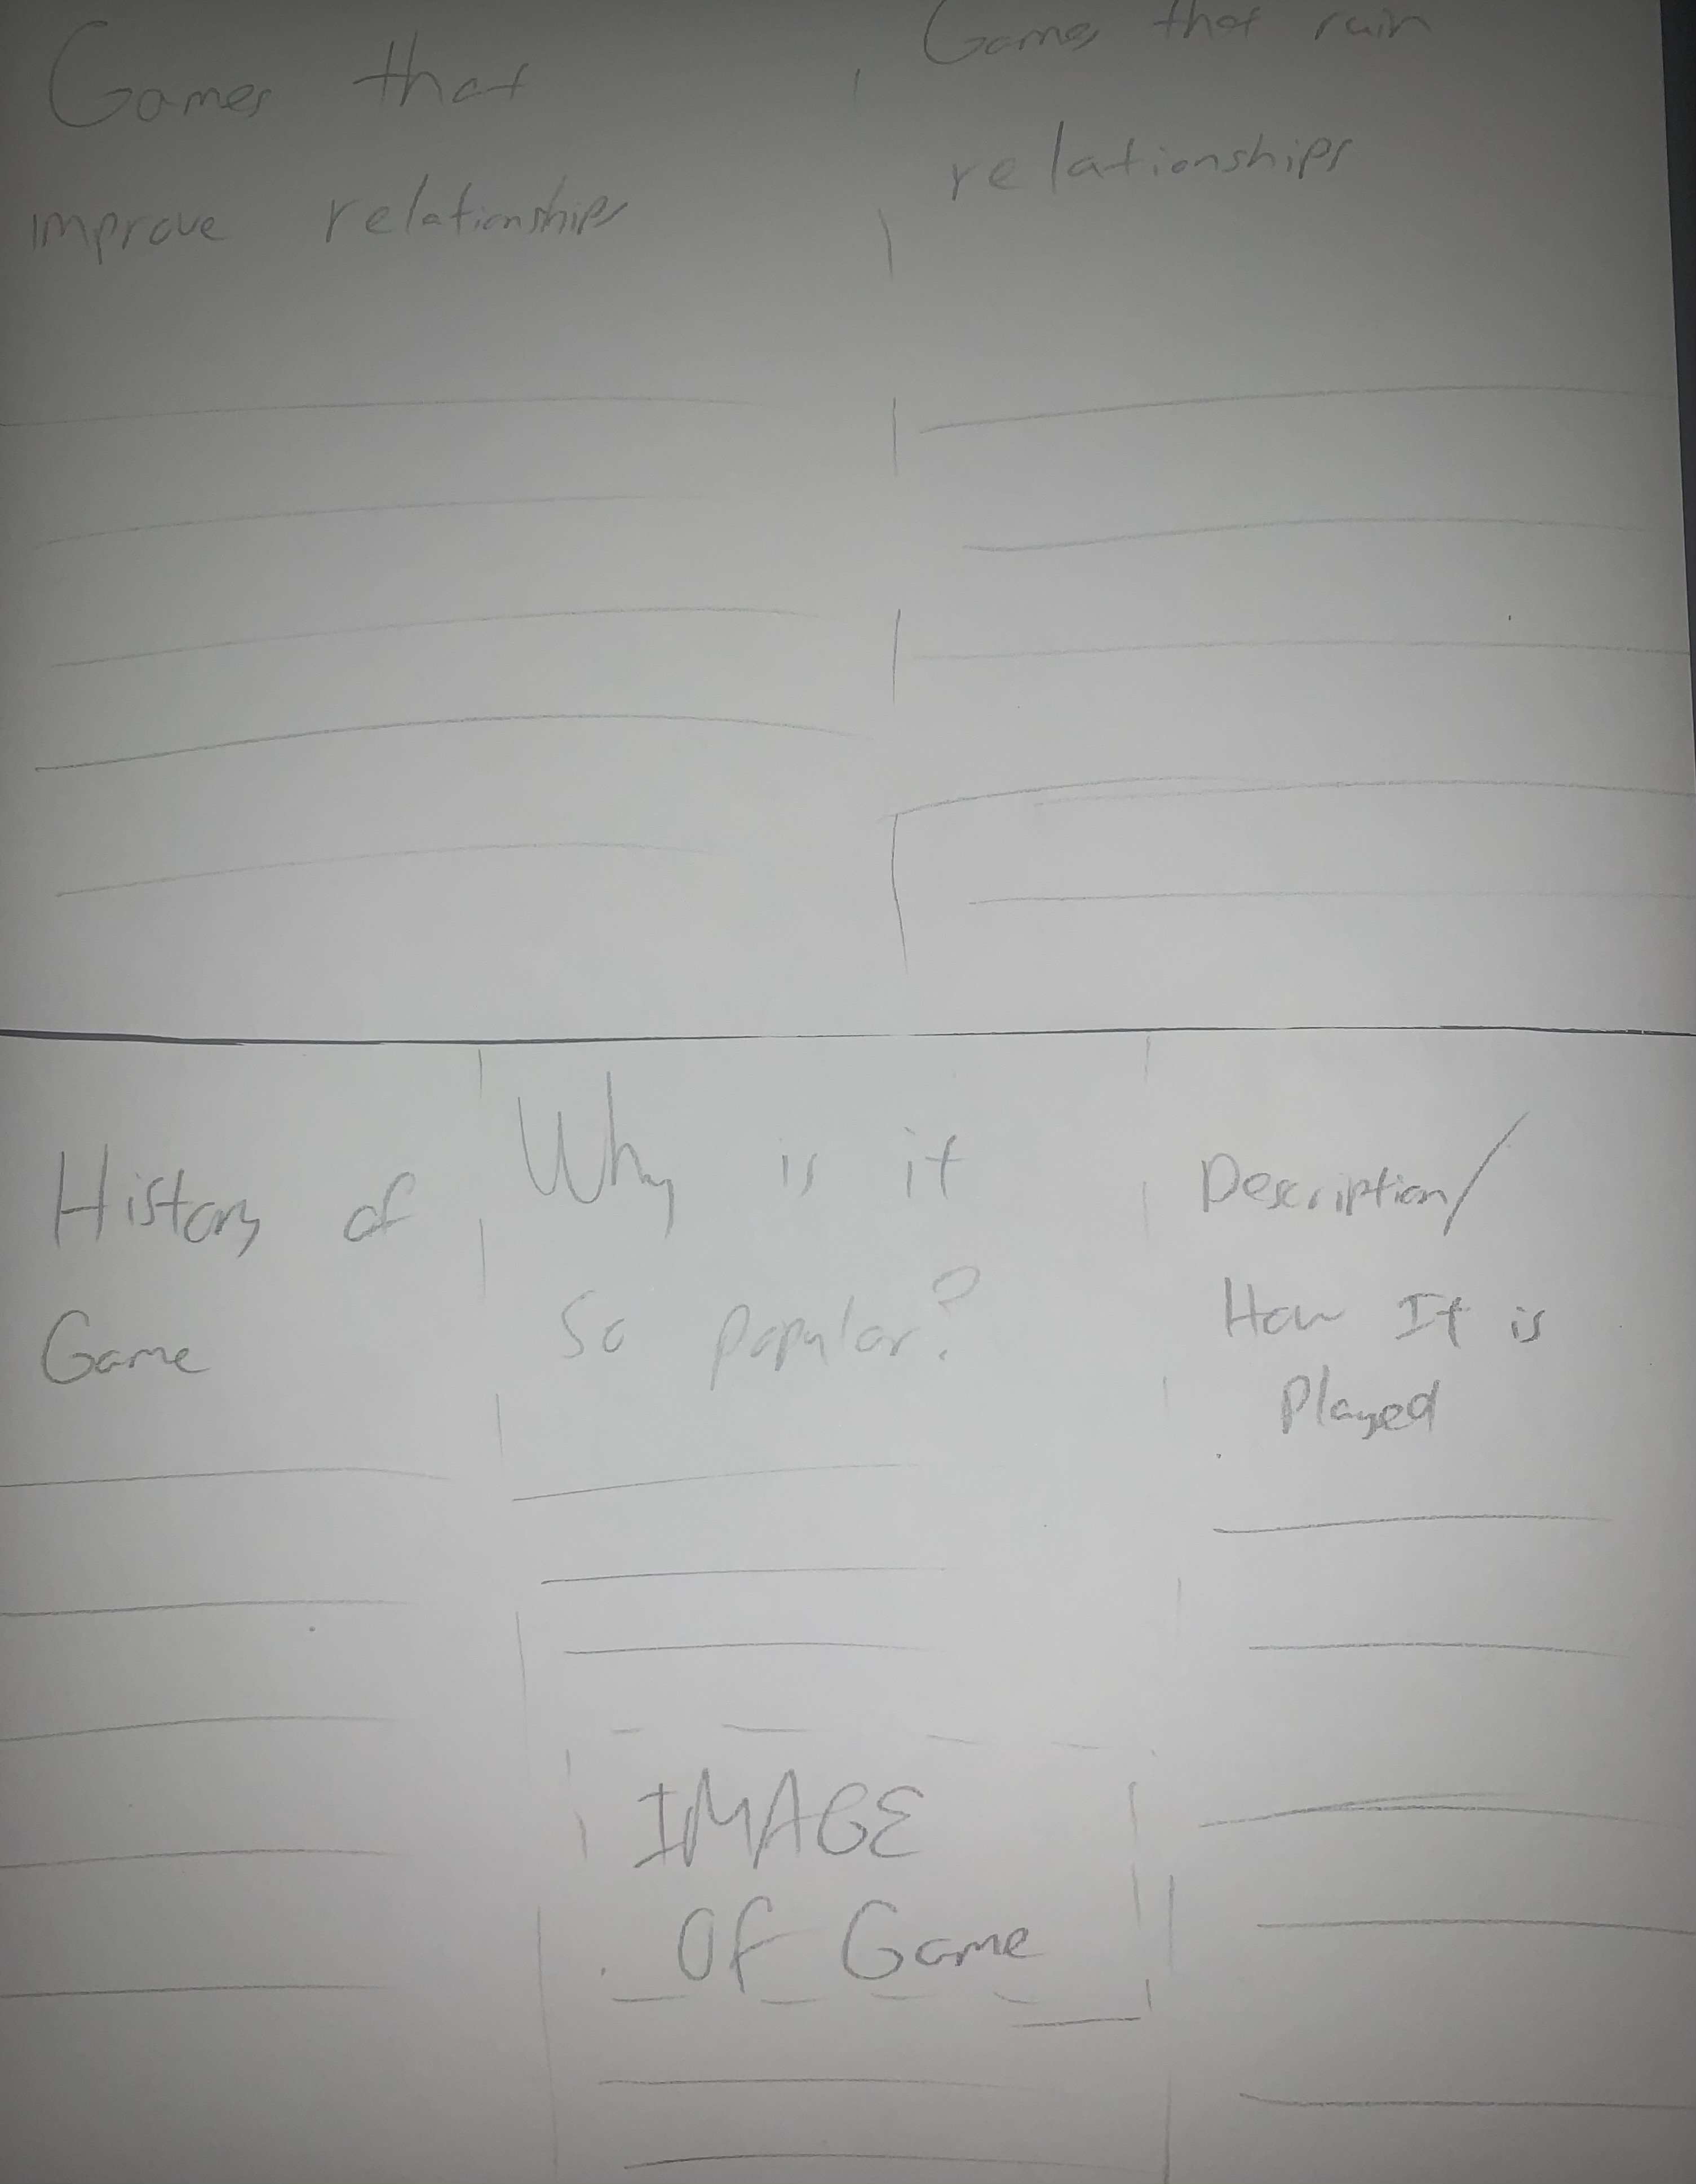 Games that
improve relationships
Games that ruin
relationships
History of
Game
Why is it
so popular?
Description/
How It is
Played
IMAGE
Of Game